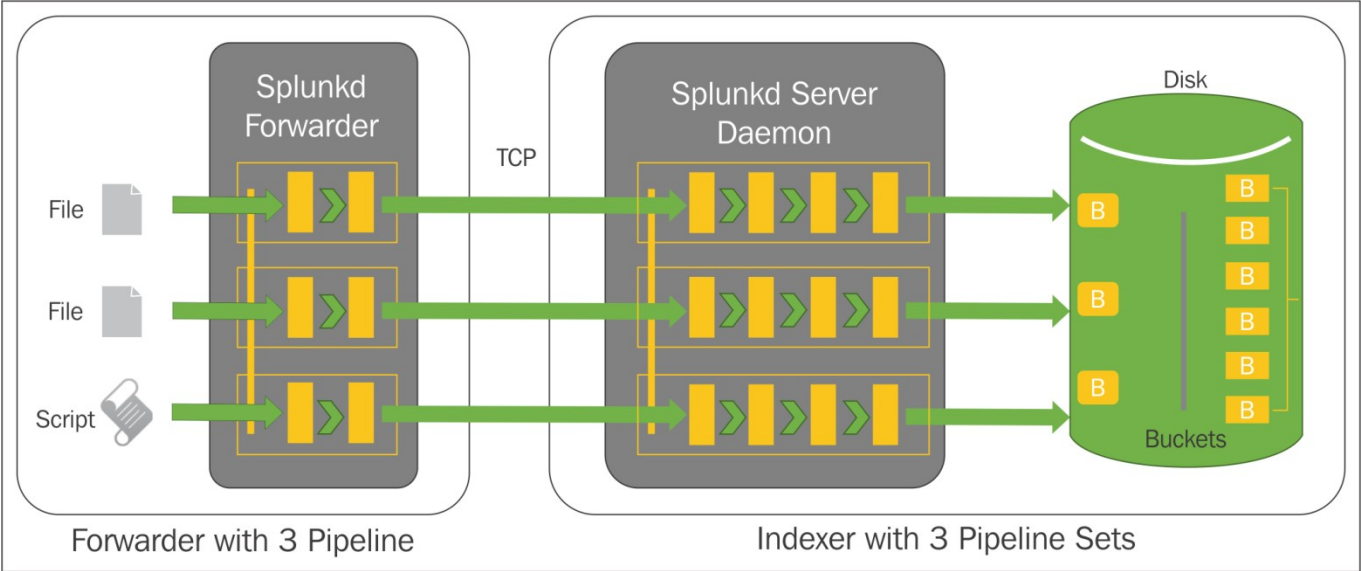 Splunkd
Forwarder
File
File
Script
Forwarder with 3 Pipeline
TCP
Splunkd Server
Daemon
Disk
B
B
B
B
B
B
B
B
B
Buckets
Indexer with 3 Pipeline Sets